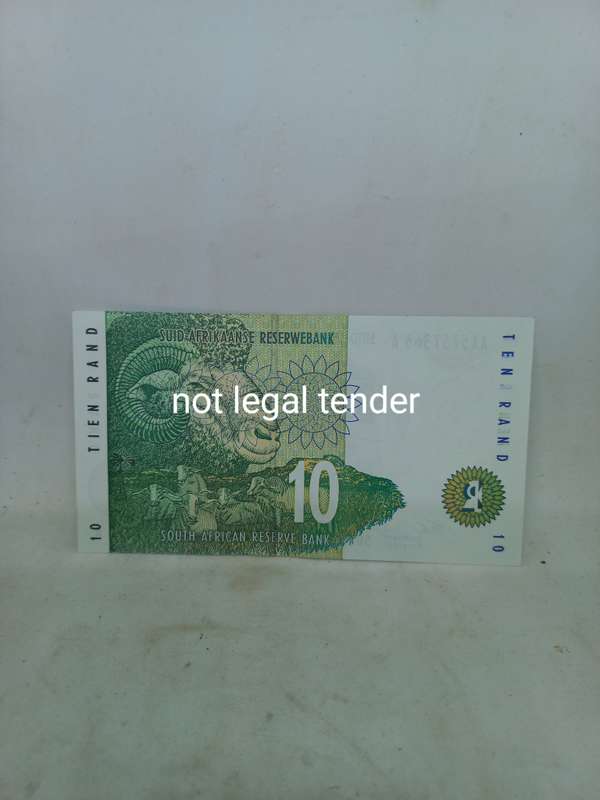 SUID-AFRIKAANSE RESERWEBANK
TIEN RAND
10
not legal tender
10
SOUTH AFRICAN RESERVE BANK
TEN RAND
10